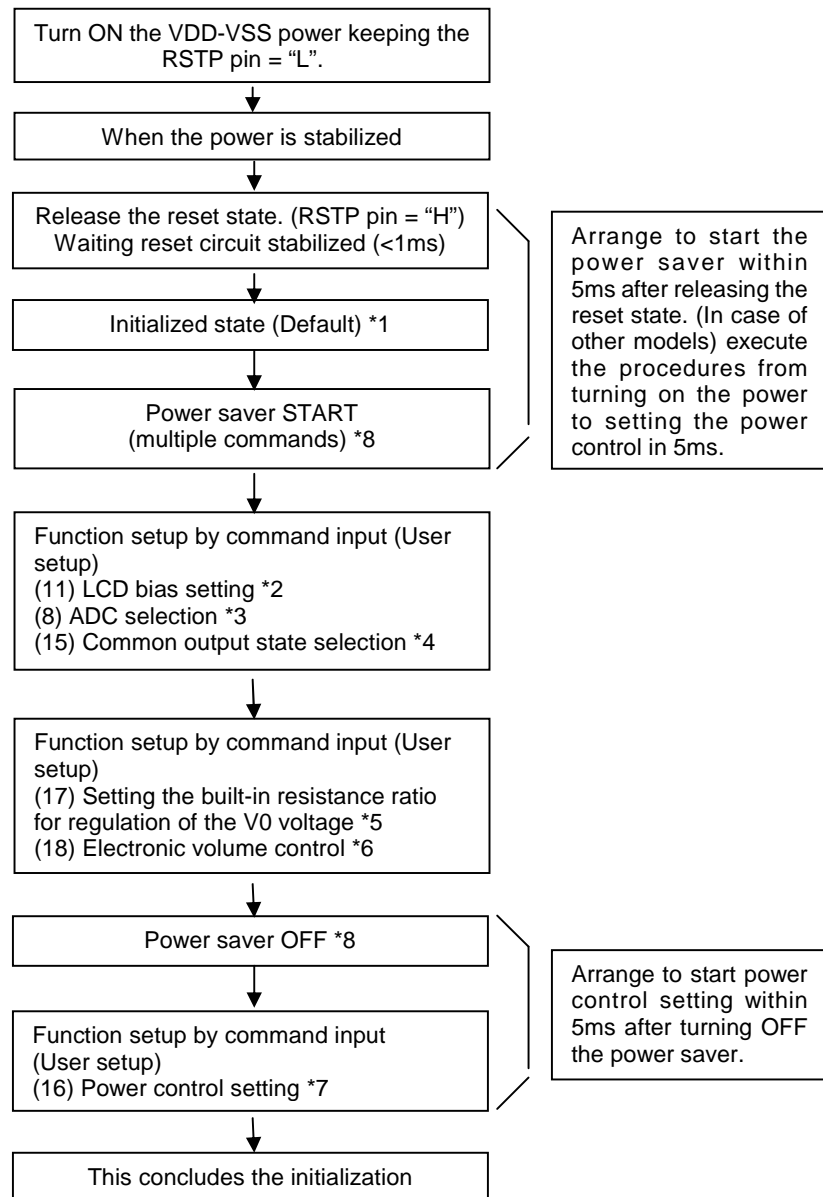 Turn ON the VDD-VSS power keeping the
RSTP pin = “L”.
When the power is stabilized
Release the reset state. (RSTP pin = “H”)
Waiting reset circuit stabilized (<1ms)
Arrange to start the
power saver within
5ms after releasing the
reset state. (In case of
other models) execute
the procedures from
turning on the power
to setting the power
control in 5ms.
Initialized state (Default) *1
Power saver START
(multiple commands) *8
Function setup by command input (User
setup)
(11) LCD bias setting *2
(8) ADC selection *3
(15) Common output state selection *4
Function setup by command input (User
setup)
(17) Setting the built-in resistance ratio
for regulation of the V0 voltage *5
(18) Electronic volume control *6
Power saver OFF *8
Arrange to start power
control setting within
5ms after turning OFF
the power saver.
Function setup by command input
(User setup)
(16) Power control setting *7
This concludes the initialization